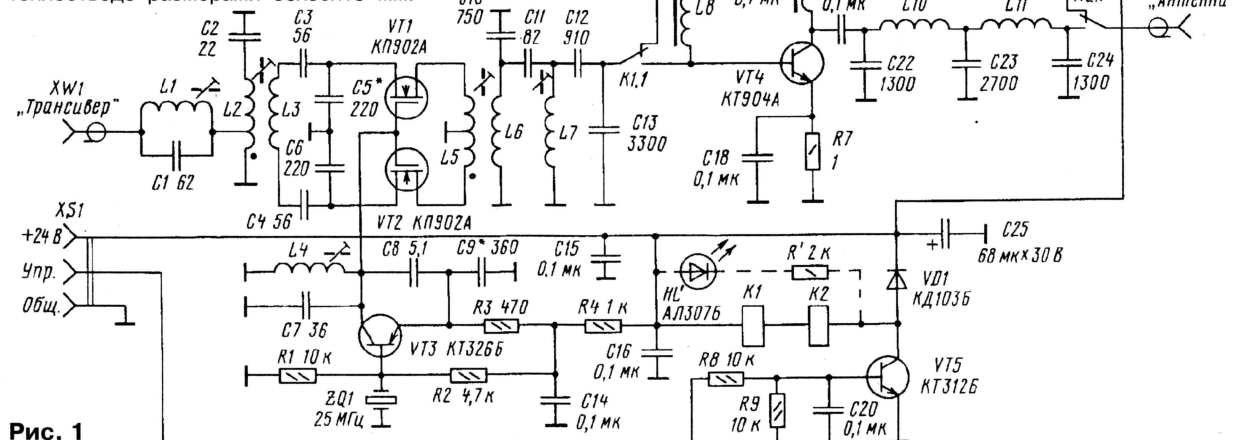 C2
22
C3
56
VT1
КП902А
750
C11
82
C12
910
L8
0,1 мк
L10
L11
„Антенна
XW1
„Трансивер"
L1
L2
L3
C5*
220
C6
220
L5
L6
L7
C13
3300
K1.1
VT4
КТ904А
C22
1300
C23
2700
C24
1300
C18
0,1 мк
R7
1
C1 62
C4 56
VT2 КП902А
XS1
+24 В
Упр.
Общ.
L4
C8 5,1
C9* 360
C15
0,1 мк
HL'
АЛ307Б
R' 2 к
K1
K2
+
C25
68 мк × 30 В
VD1
КД103Б
C7 36
R3 470
R4 1 к
VT3 КТ326Б
R1 10 к
C16
0,1 мк
R8 10 к
VT5
КТ312Б
ZQ1
25 МГц
R2 4,7 к
C14
0,1 мк
R9
10 к
C20
0,1 мк
Рис. 1